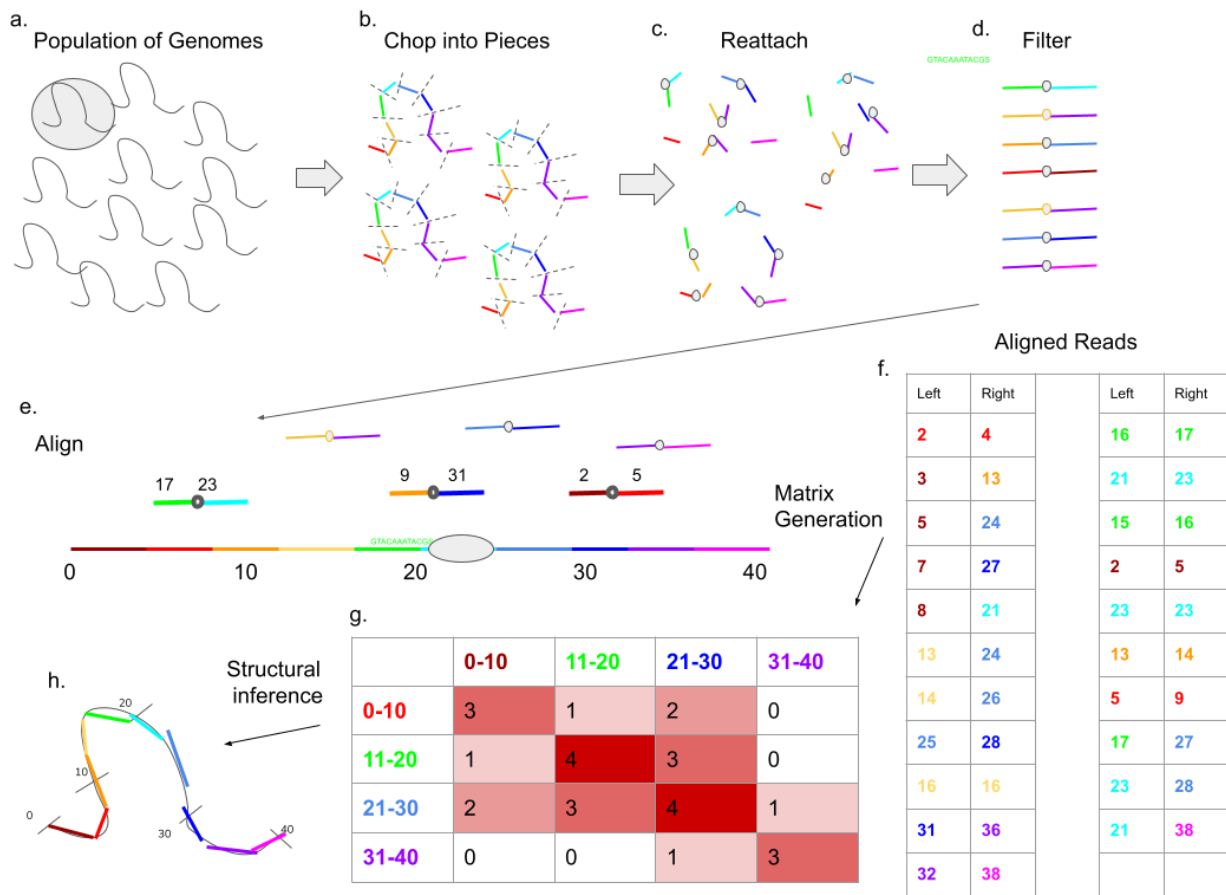 a.
Population of Genomes
b.
Chop into Pieces
c.
Reattach
d.
Filter
GTACAAATACGS
e.
Align
17 23
9 31
2 5
GTACAAATACGS
0 10 20 30 40
Matrix
Generation
Aligned Reads
f.
Left Right Left Right
2 4 16 17
3 13 21 23
5 24 15 16
7 27 2 5
8 21 23 23
13 24 13 14
14 26 5 9
25 28 17 27
16 16 23 28
31 36 21 38
32 38
g.
0-10 11-20 21-30 31-40
0-10 3 1 2 0
11-20 1 4 3 0
21-30 2 3 4 1
31-40 0 0 1 3
Structural
inference
h.
0
10
20
30
40